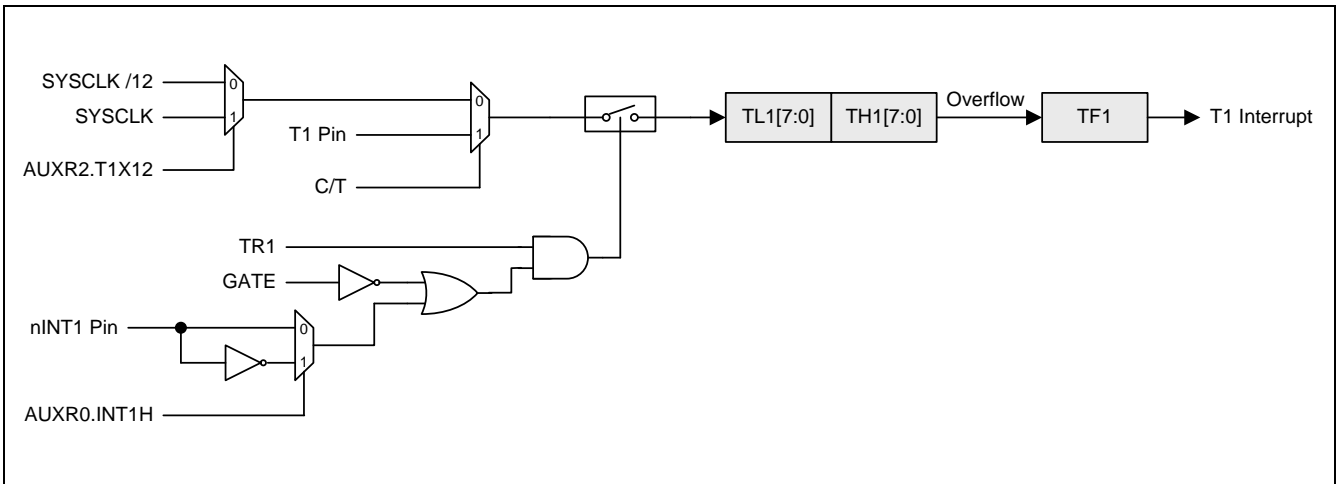 SYSCLK /12
0
SYSCLK
1
AUXR2.T1X12
0
T1 Pin
1
C/T
TL1[7:0]
TH1[7:0]
Overflow
TF1
T1 Interrupt
TR1
GATE
nINT1 Pin
0
1
AUXR0.INT1H